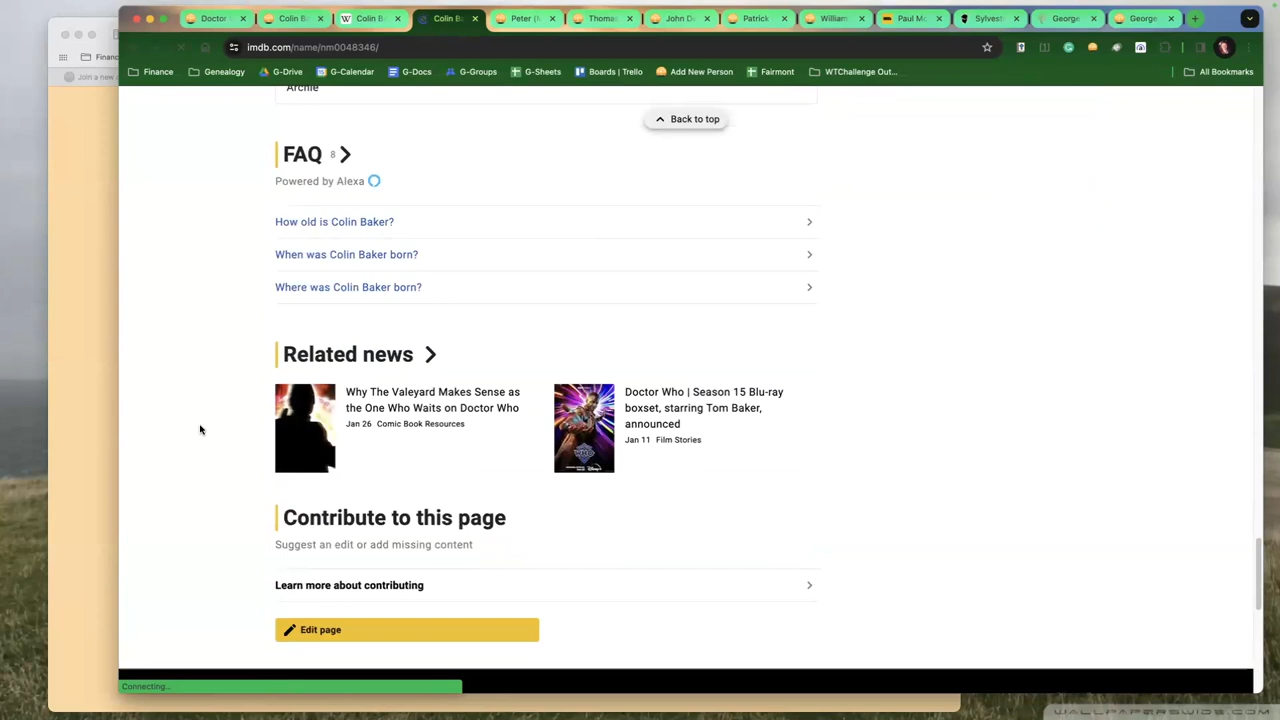 Doctor
Colin B
Colin B
Colin B
Peter (M
Thomas
John De
Patrick
William
Paul Mc
Sylvest
George
George
imdb.com/name/nm0048346/
Finance
Genealogy
G-Drive
G-Calendar
G-Docs
G-Groups
G-Sheets
Boards | Trello
Add New Person
Fairmont
WTChallenge Out...
All Bookmarks
Financ
Join a new
Archie
Back to top
FAQ 8
Powered by Alexa
How old is Colin Baker?
When was Colin Baker born?
Where was Colin Baker born?
Related news
Why The Valeyard Makes Sense as
the One Who Waits on Doctor Who
Jan 26 Comic Book Resources
Doctor Who | Season 15 Blu-ray
boxset, starring Tom Baker,
announced
Jan 11 Film Stories
Contribute to this page
Suggest an edit or add missing content
Learn more about contributing
Edit page
Connecting...
WALLPAPERSWIDE.COM